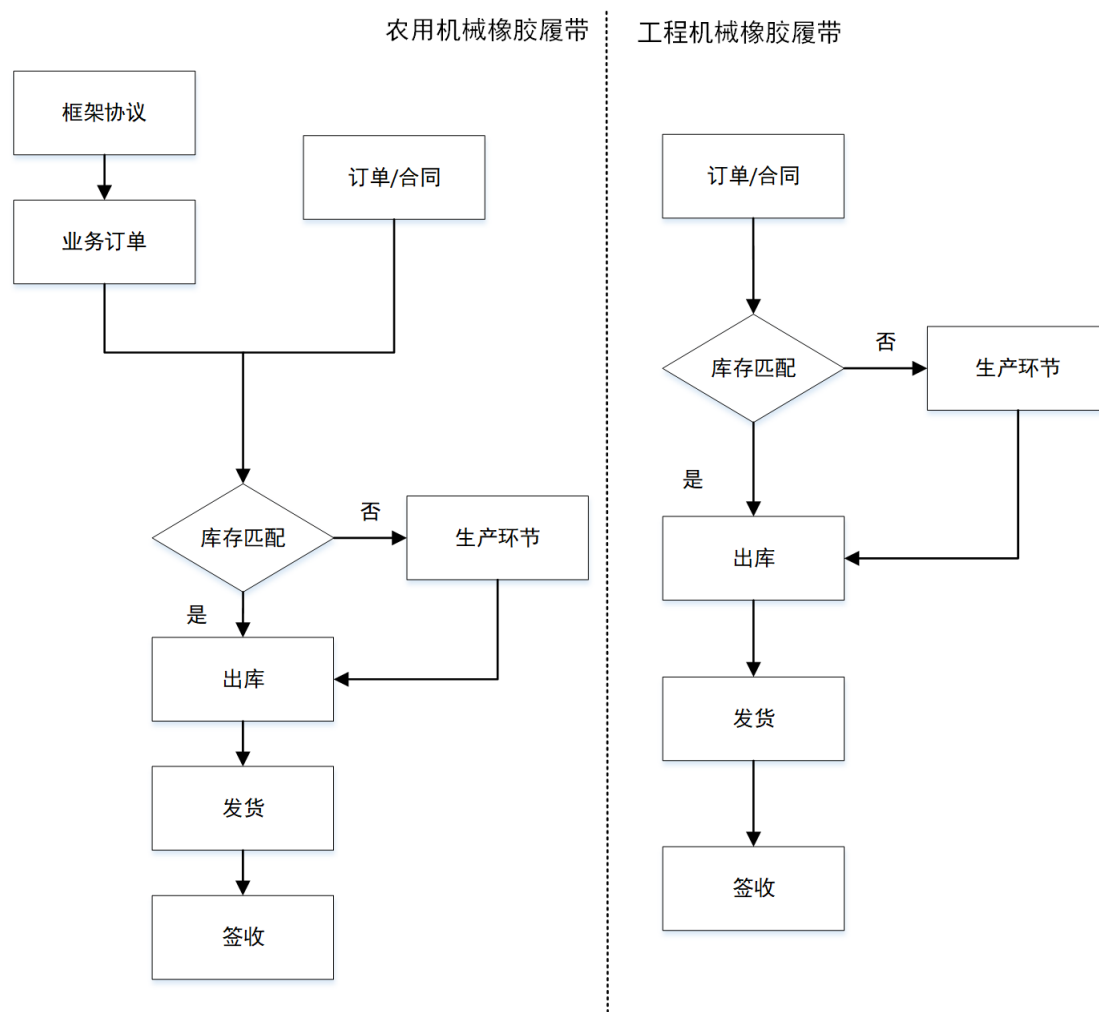 农用机械橡胶履带
框架协议
订单/合同
业务订单
库存匹配
否
生产环节
是
出库
发货
签收
工程机械橡胶履带
订单/合同
库存匹配
否
生产环节
是
出库
发货
签收